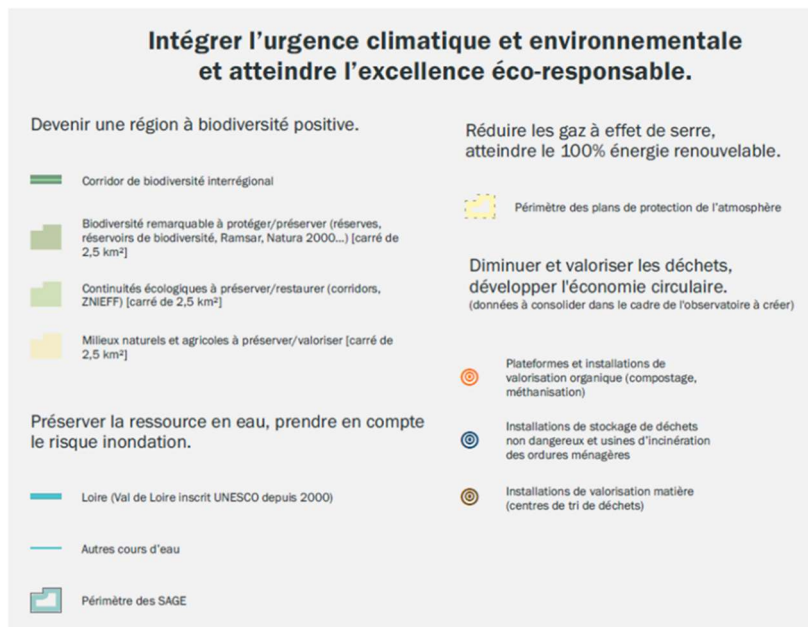 Intégrer l'urgence climatique et environnementale
et atteindre l'excellence éco-responsable.
Devenir une région à biodiversité positive.
Corridor de biodiversité interrégional
Biodiversité remarquable à protéger/préserver (réserves,
réservoirs de biodiversité, Ramsar, Natura 2000...) [carré de
2,5 km²]
Continuités écologiques à préserver/restaurer (corridors,
ZNIEFF) [carré de 2,5 km²]
Milieux naturels et agricoles à préserver/valoriser [carré de
2,5 km²]
Préserver la ressource en eau, prendre en compte
le risque inondation.
Loire (Val de Loire inscrit UNESCO depuis 2000)
Autres cours d'eau
Périmètre des SAGE
Réduire les gaz à effet de serre,
atteindre le 100% énergie renouvelable.
Périmètre des plans de protection de l'atmosphère
Diminuer et valoriser les déchets,
développer l'économie circulaire.
(données à consolider dans le cadre de l'observatoire à créer)
Plateformes et installations de
valorisation organique (compostage,
méthanisation)
Installations de stockage de déchets
non dangereux et usines d'incinération
des ordures ménagères
Installations de valorisation matière
(centres de tri de déchets)